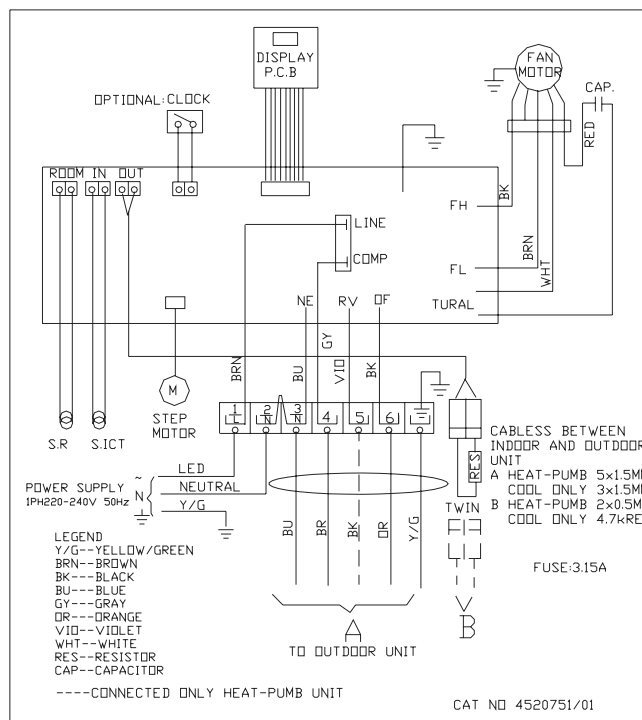 DISPLAY
P.C.B
FAN
MOTOR
CAP.
OPTIONAL:CLOCK
RED
ROOM IN OUT
LINE
COMP
FH
BK
FL
BRN
WHT
TURAL
NE RV OF
GY
BRN
BU
VIO
BK
M
STEP
MOTOR
S.R S.ICT
1 2 3 4 5 6
L N N
CABLESS BETWEEN
INDOOR AND OUTDOOR
UNIT
A HEAT-PUMB 5x1.5M
COOL ONLY 3x1.5M
B HEAT-PUMB 2x0.5M
COOL ONLY 4.7kRE
RES
TWIN
LED
POWER SUPPLY ~ NEUTRAL
1PH220-240V 50Hz N
Y/G
BU BR BK OR Y/G
FUSE:3.15A
A
TO OUTDOOR UNIT
B
LEGEND
Y/G--YELLOW/GREEN
BRN--BROWN
BK---BLACK
BU---BLUE
GY---GRAY
OR---ORANGE
VIO--VIOLET
WHT--WHITE
RES--RESISTOR
CAP--CAPACITOR
----CONNECTED ONLY HEAT-PUMB UNIT
CAT NO 4520751/01